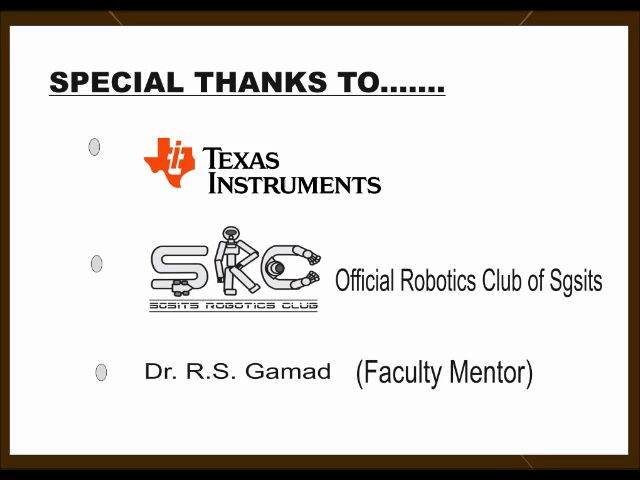 SPECIAL THANKS TO.......
TEXAS
INSTRUMENTS
SRC
SGSITS ROBOTICS CLUB
Official Robotics Club of Sgsits
Dr. R.S. Gamad (Faculty Mentor)